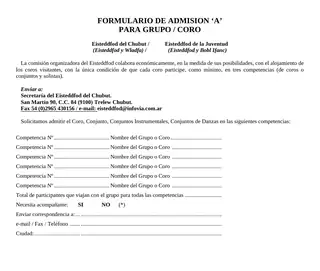 FORMULARIO DE ADMISION ‘A’
PARA GRUPO / CORO
Eisteddfod del Chubut / Eisteddfod de la Juventud
(Eisteddfod y Wladfa) / (Eisteddfod y Bobl Ifanc)
La comisión organizadora del Eisteddfod colabora económicamente, en la medida de sus posibilidades, con el alojamiento de
los coros visitantes, con la única condición de que cada coro participe, como mínimo, en tres competencias (de coros o
conjuntos y solistas).
Enviar a:
Secretaría del Eisteddfod del Chubut.
San Martín 90, C.C. 84 (9100) Trelew Chubut.
Fax 54 (0)2965 430156 / e-mail: eisteddfod@infovia.com.ar
Solicitamos admitir el Coro, Conjunto, Conjuntos Instrumentales, Conjuntos de Danzas en las siguientes competencias:
Competencia Nº ........................ Nombre del Grupo o Coro ........................
Competencia Nº ........................ Nombre del Grupo o Coro ........................
Competencia Nº ........................ Nombre del Grupo o Coro ........................
Competencia Nº ........................ Nombre del Grupo o Coro ........................
Competencia Nº ........................ Nombre del Grupo o Coro ........................
Total de participantes que viajan con el grupo para todas las competencias ........................
Necesita acompañante: SI NO (*)
Enviar correspondencia a: ........................
e-mail / Fax / Teléfono ........................
Ciudad: ........................